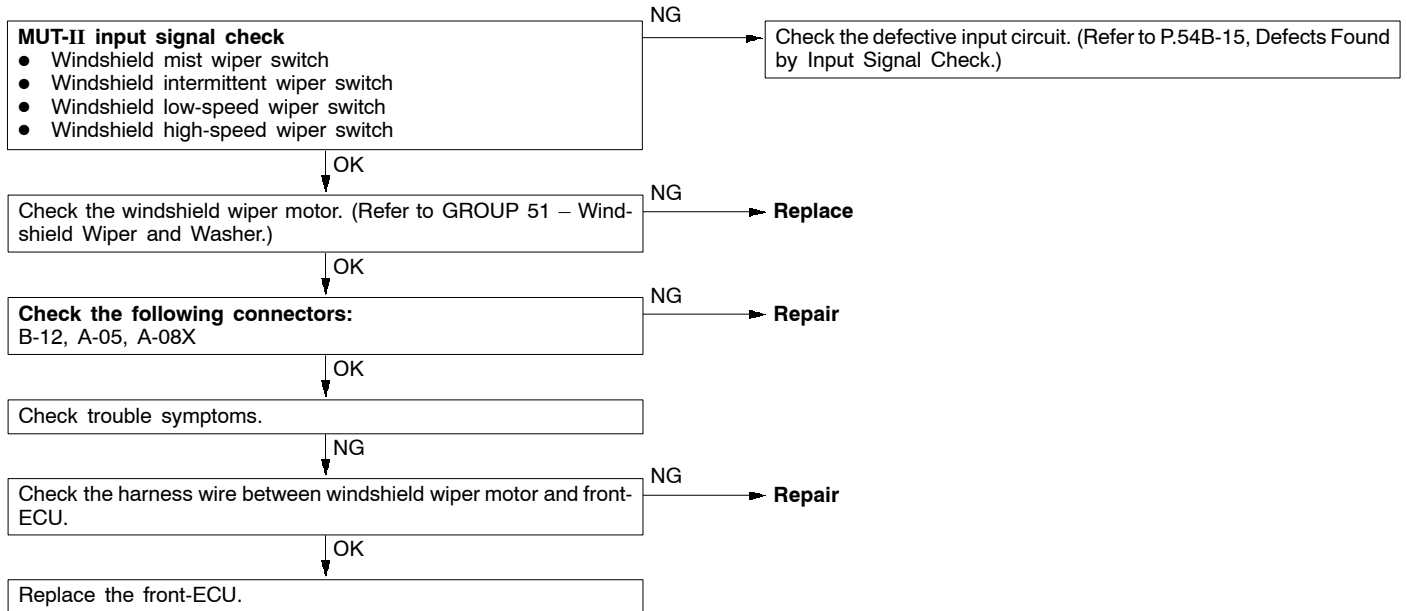 MUT-II input signal check
● Windshield mist wiper switch
● Windshield intermittent wiper switch
● Windshield low-speed wiper switch
● Windshield high-speed wiper switch
NG
Check the defective input circuit. (Refer to P.54B-15, Defects Found
by Input Signal Check.)
OK
Check the windshield wiper motor. (Refer to GROUP 51 – Wind-
shield Wiper and Washer.)
NG
Replace
OK
Check the following connectors:
B-12, A-05, A-08X
NG
Repair
OK
Check trouble symptoms.
NG
Check the harness wire between windshield wiper motor and front-
ECU.
NG
Repair
OK
Replace the front-ECU.